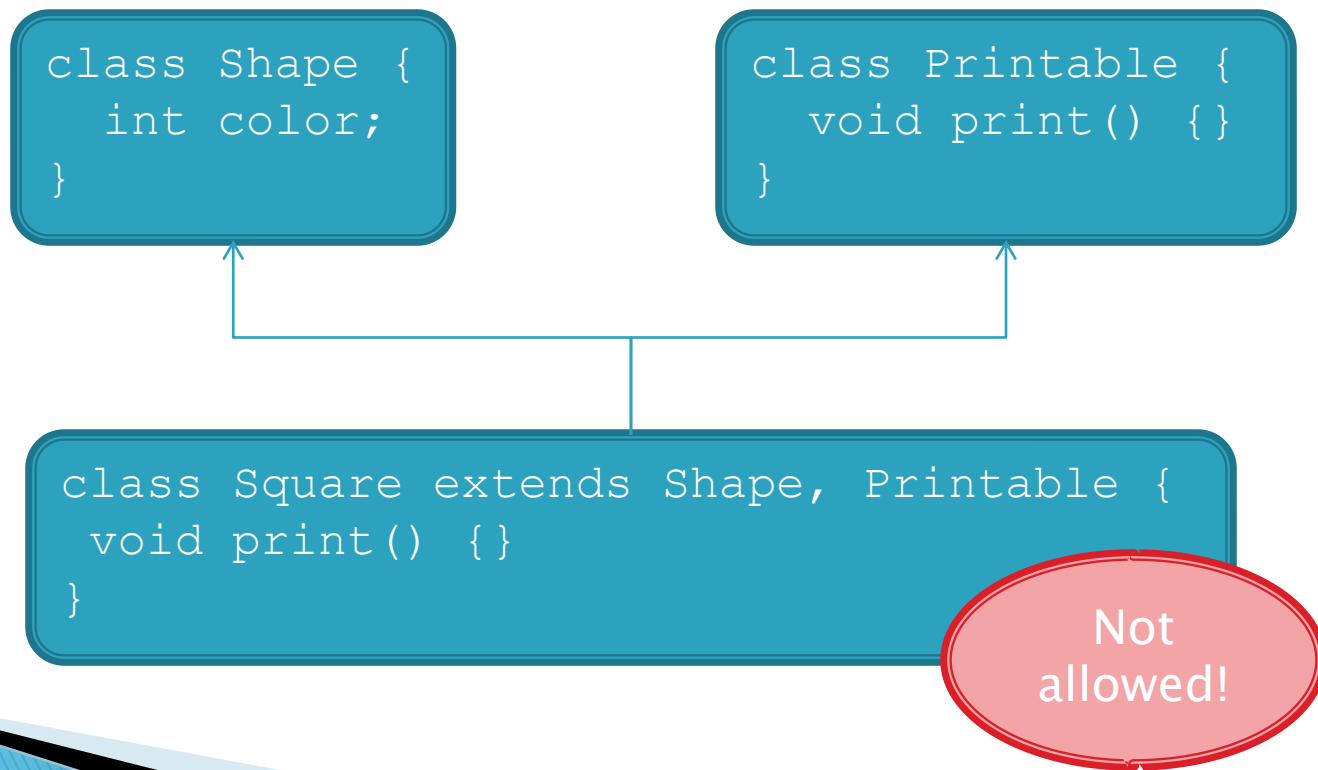 class Shape {
  int color;
}
class Printable {
  void print() {}
}
class Square extends Shape, Printable {
 void print() {}
}
Not
allowed!